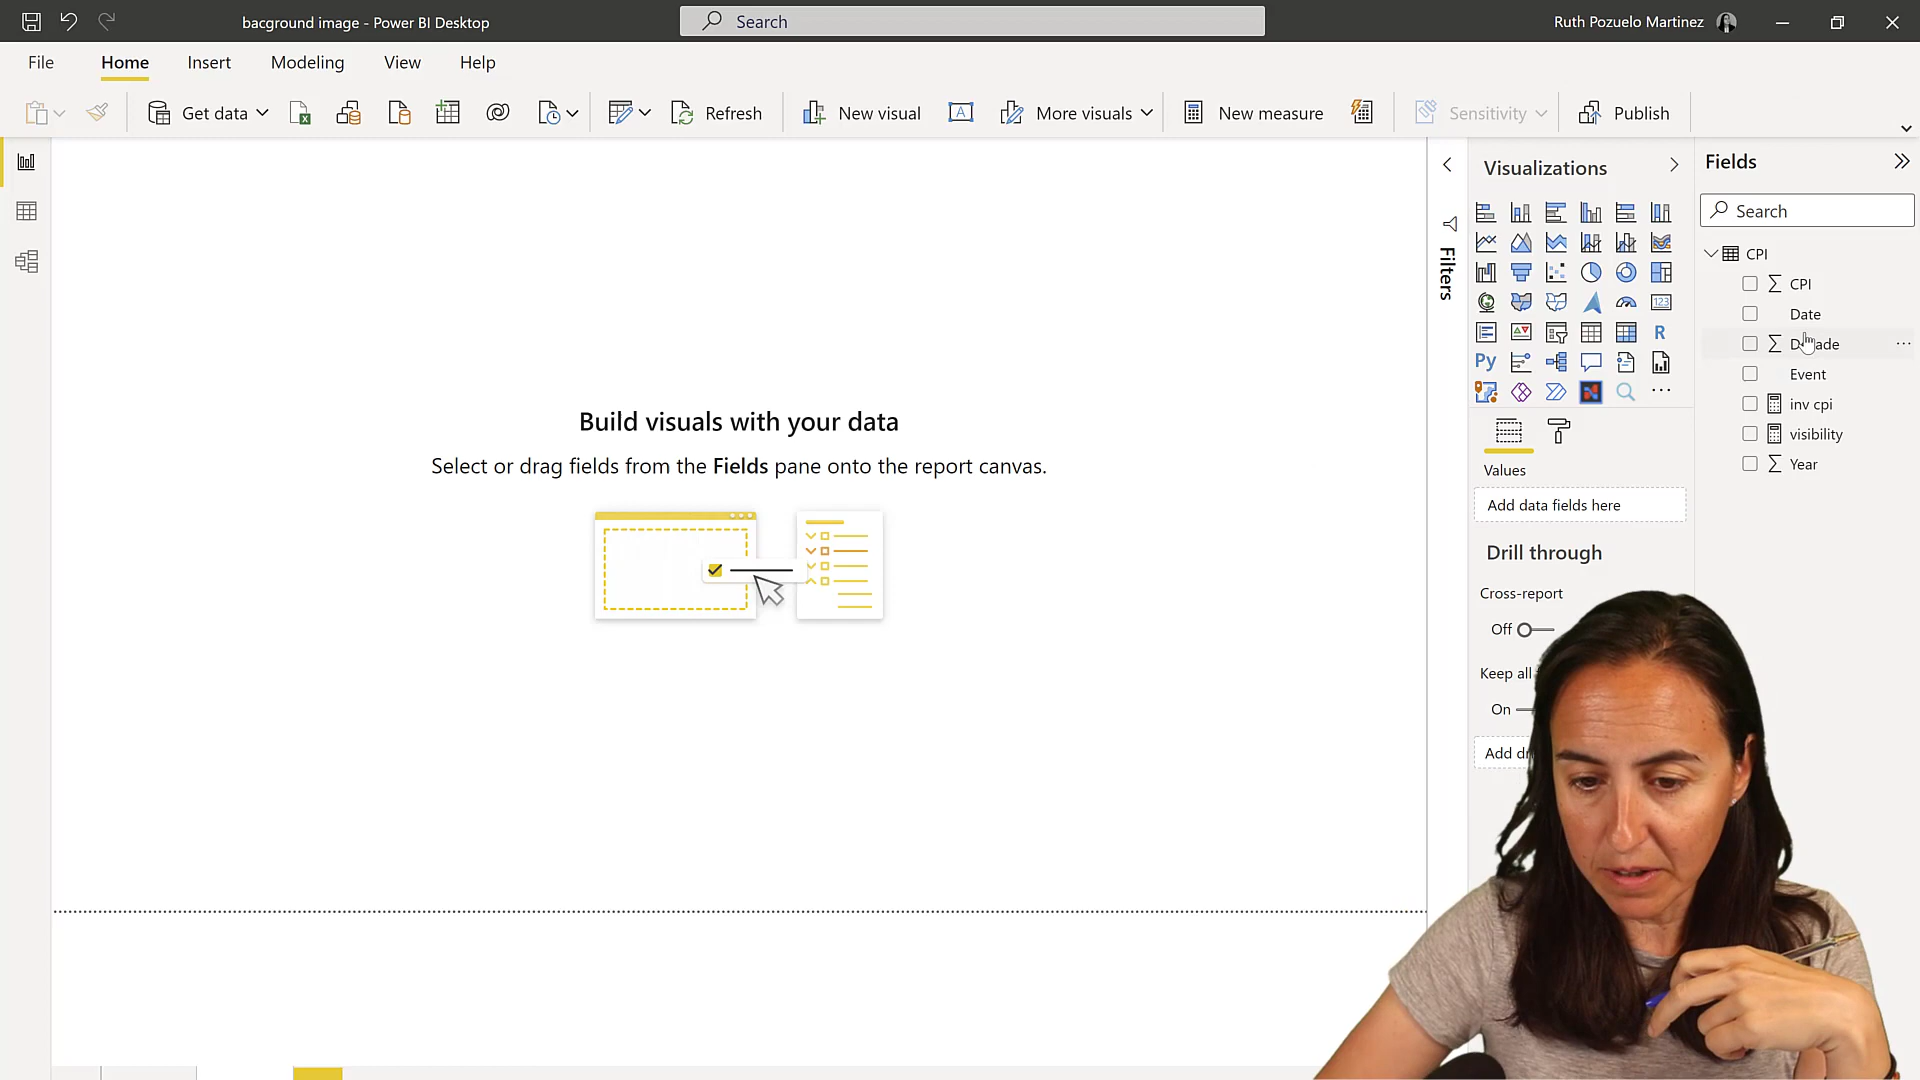 bacground image - Power BI Desktop
Search
Ruth Pozuelo Martinez
File
Home
Insert
Modeling
View
Help
Get data
Refresh
New visual
More visuals
New measure
Sensitivity
Publish
Build visuals with your data
Select or drag fields from the Fields pane onto the report canvas.
Filters
Visualizations
123
R
Py
Values
Add data fields here
Drill through
Cross-report
Off
Keep all
On
Fields
Search
CPI
CPI
Date
Event
inv cpi
visibility
Year